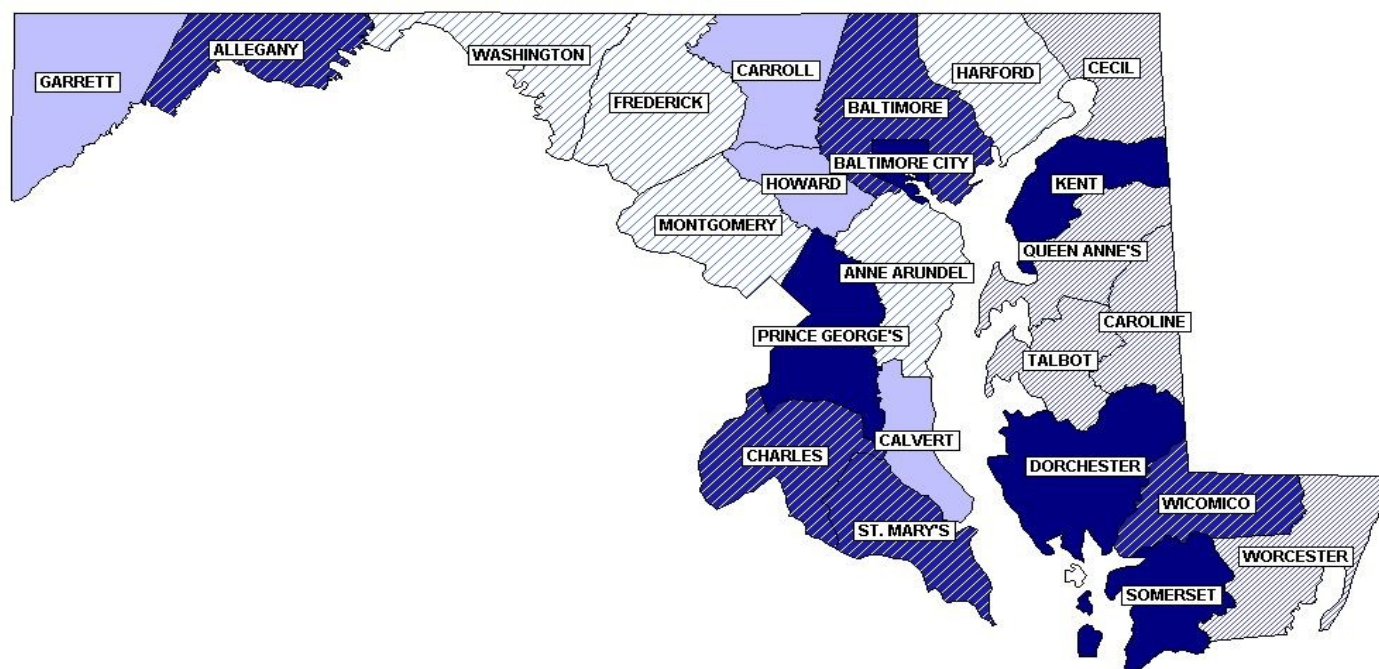 ALLEGANY
WASHINGTON
CARROLL
CECIL
GARRETT
HARFORD
FREDERICK
BALTIMORE
BALTIMORE CITY
HOWARD
KENT
MONTGOMERY
QUEEN ANNE'S
ANNE ARUNDEL
CAROLINE
PRINCE GEORGE'S
TALBOT
CALVERT
CHARLES
DORCHESTER
WICOMICO
ST. MARY'S
WORCESTER
SOMERSET